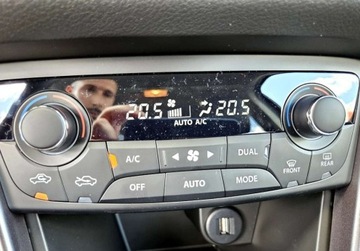 20.5 20.5
AUTO A/C
A/C
DUAL
OFF
AUTO
MODE
FRONT
REAR